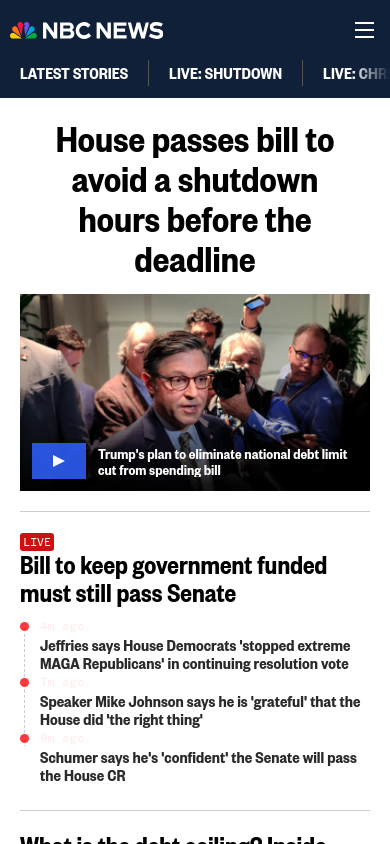 NBC NEWS
LATEST STORIES
LIVE: SHUTDOWN
LIVE: CHR
House passes bill to
avoid a shutdown
hours before the
deadline
Trump's plan to eliminate national debt limit
cut from spending bill
LIVE
Bill to keep government funded
must still pass Senate
4m ago
Jeffries says House Democrats 'stopped extreme
MAGA Republicans' in continuing resolution vote
7m ago
Speaker Mike Johnson says he is 'grateful' that the
House did 'the right thing'
9m ago
Schumer says he's 'confident' the Senate will pass
the House CR
What is the debt ceiling? Inside